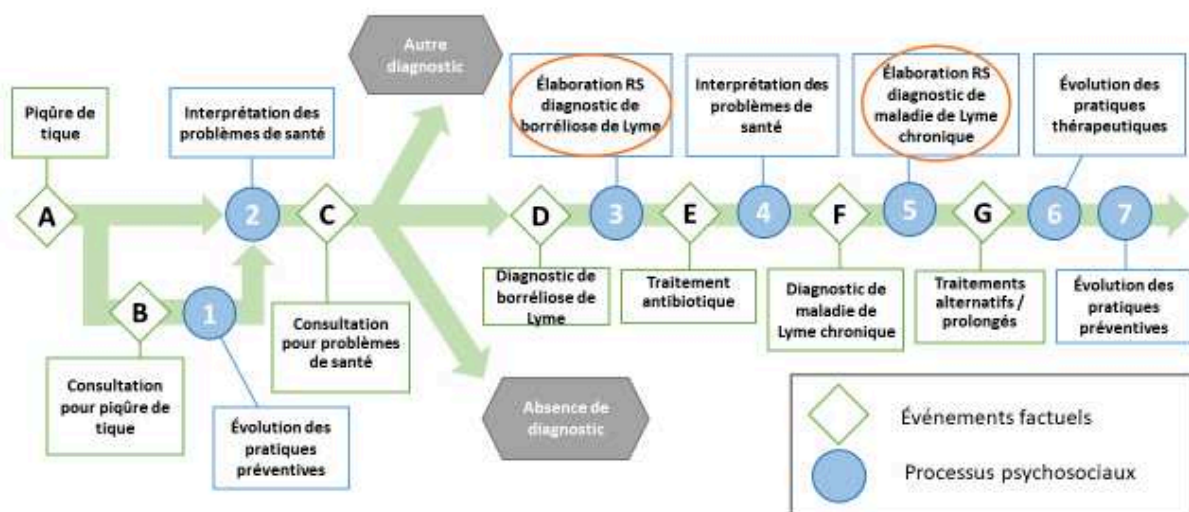 Autre
diagnostic
Piqûre de
tique
Interprétation des
problèmes de santé
Élaboration RS
diagnostic de
borréliose de Lyme
Interprétation des
problèmes de
santé
Élaboration RS
diagnostic de
maladie de Lyme
chronique
Évolution des
pratiques
thérapeutiques
A
2
C
D
3
E
4
F
5
G
6
7
B
1
Consultation
pour piqûre de
tique
Évolution des
pratiques
préventives
Consultation
pour problèmes
de santé
Absence de
diagnostic
Diagnostic de
borréliose de
Lyme
Traitement
antibiotique
Diagnostic de
maladie de
Lyme chronique
Traitements
alternatifs /
prolongés
Évolution des
pratiques
préventives
Événements factuels
Processus psychosociaux